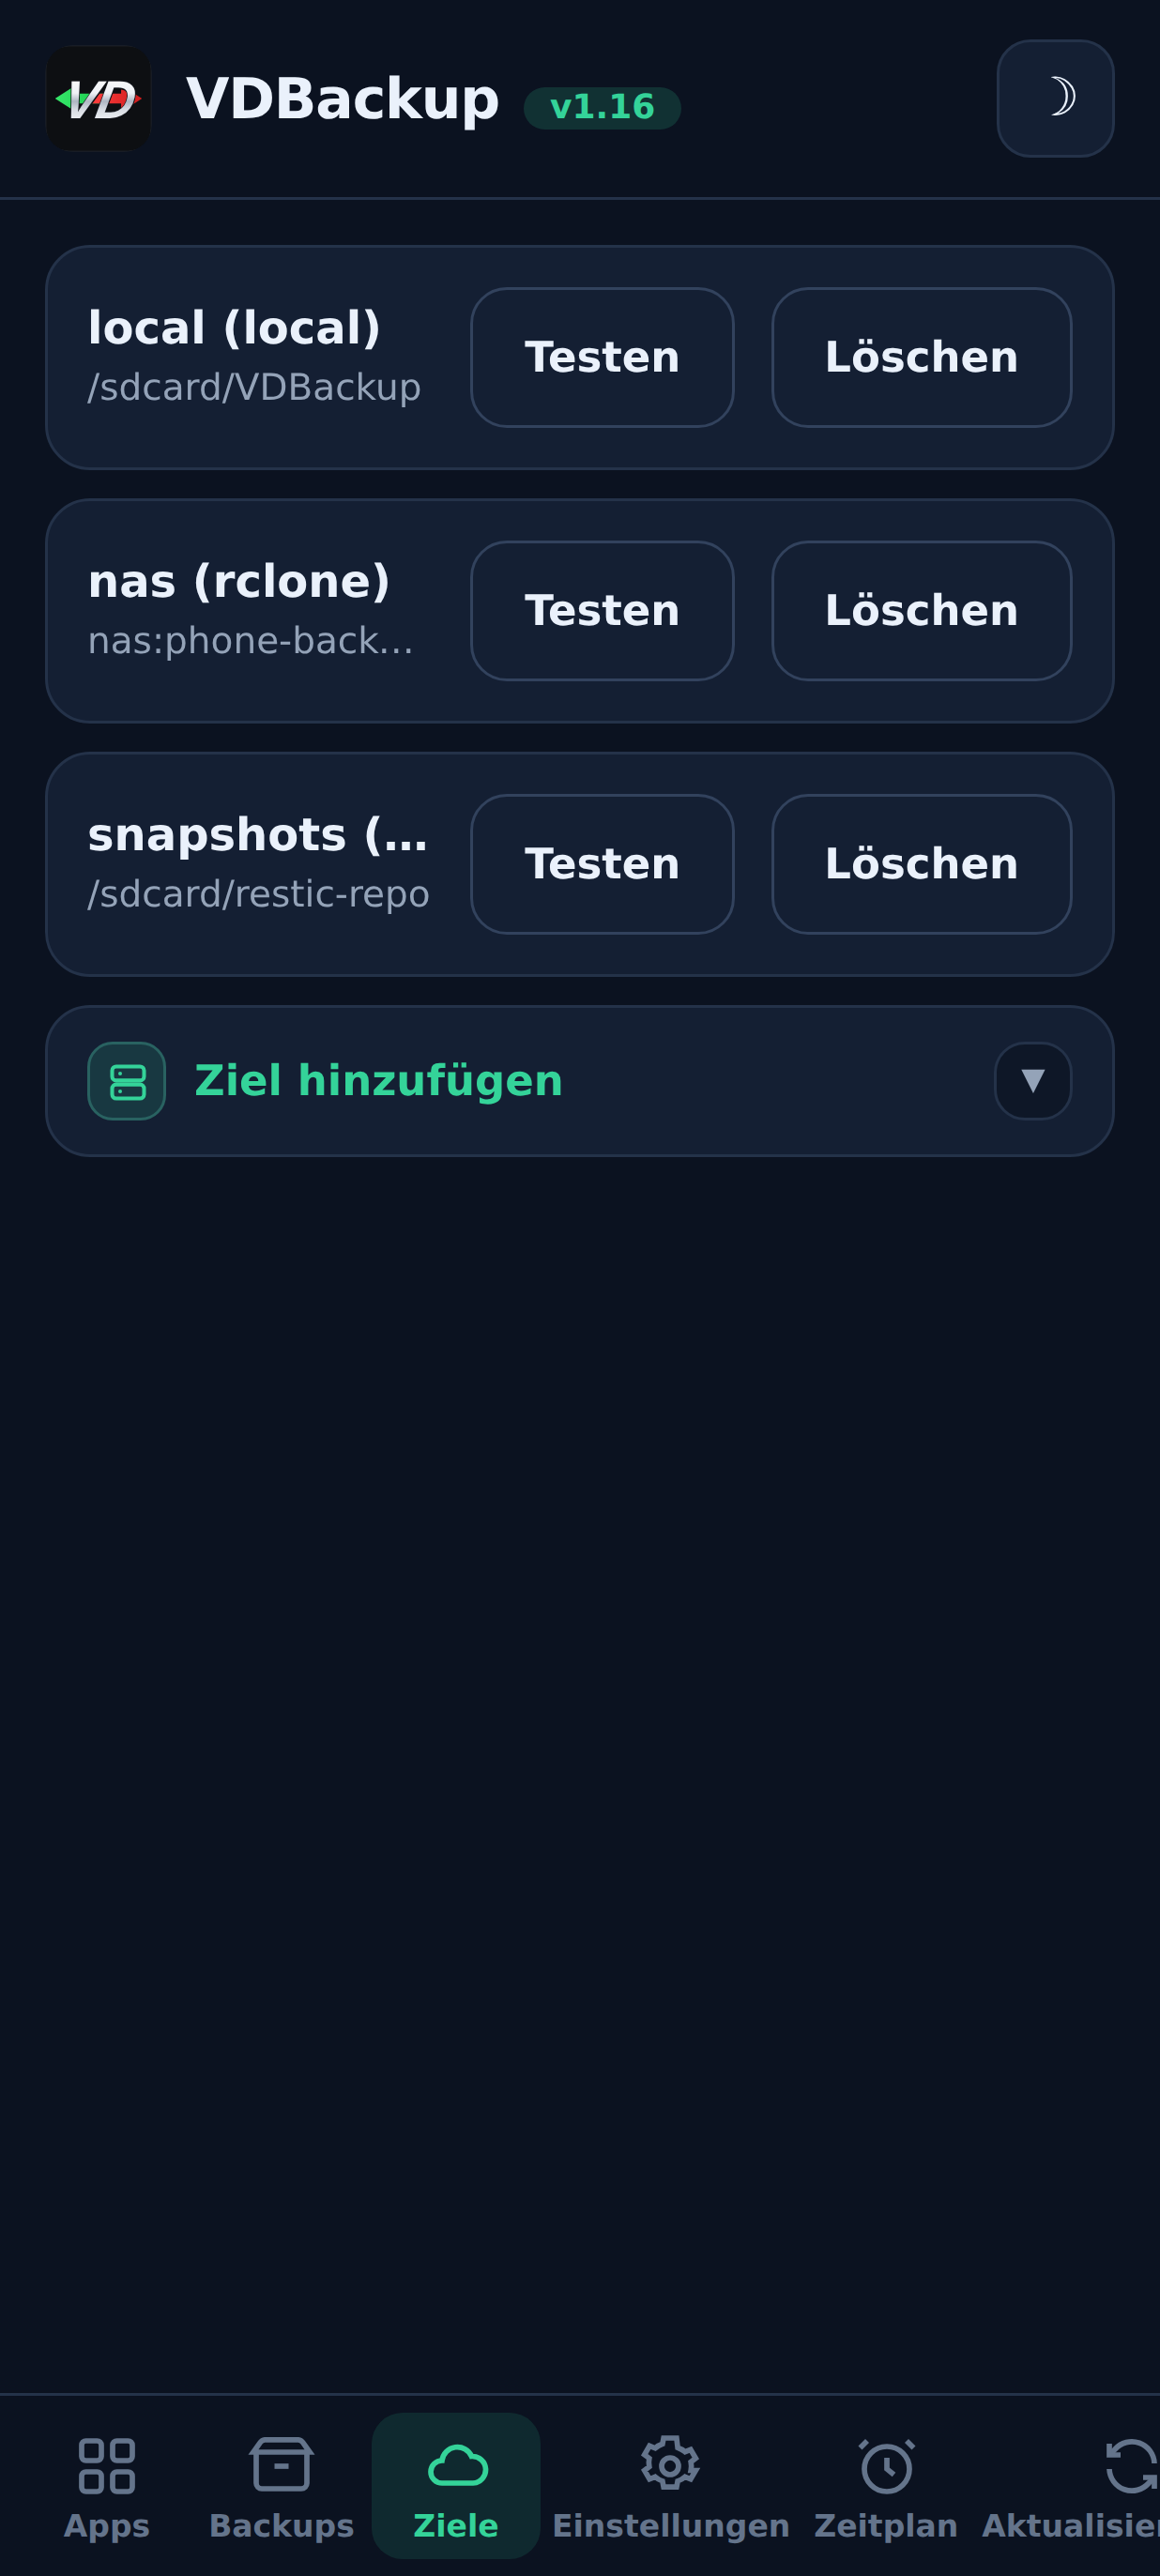 VD
VDBackup v1.16
local (local)
/sdcard/VDBackup
Testen
Löschen
nas (rclone)
nas:phone-back…
Testen
Löschen
snapshots (…
/sdcard/restic-repo
Testen
Löschen
Ziel hinzufügen
Apps
Backups
Ziele
Einstellungen
Zeitplan